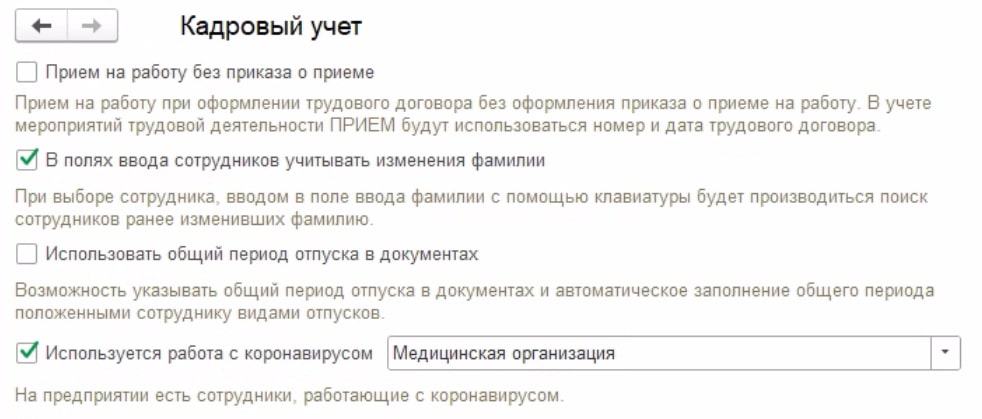 Кадровый учет
Прием на работу без приказа о приеме
Прием на работу при оформлении трудового договора без оформления приказа о приеме на работу. В учете
мероприятий трудовой деятельности ПРИЕМ будут использоваться номер и дата трудового договора.
В полях ввода сотрудников учитывать изменения фамилии
При выборе сотрудника, вводом в поле ввода фамилии с помощью клавиатуры будет производиться поиск
сотрудников ранее изменивших фамилию.
Использовать общий период отпуска в документах
Возможность указывать общий период отпуска в документах и автоматическое заполнение общего периода
положенными сотруднику видами отпусков.
Используется работа с коронавирусом Медицинская организация
На предприятии есть сотрудники, работающие с коронавирусом.